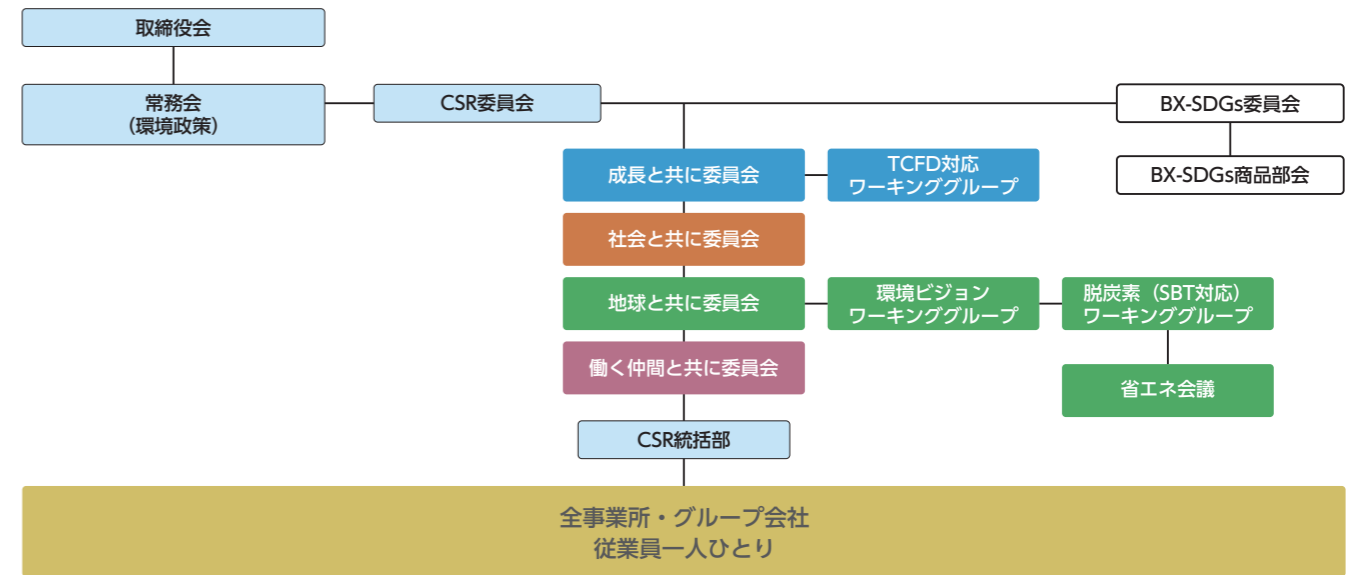 取締役会
常務会
（環境政策）
CSR委員会
BX-SDGs委員会
BX-SDGs商品部会
成長と共に委員会
TCFD対応
ワーキンググループ
社会と共に委員会
地球と共に委員会
環境ビジョン
ワーキンググループ
脱炭素（SBT対応）
ワーキンググループ
働く仲間と共に委員会
省エネ会議
CSR統括部
全事業所・グループ会社
従業員一人ひとり